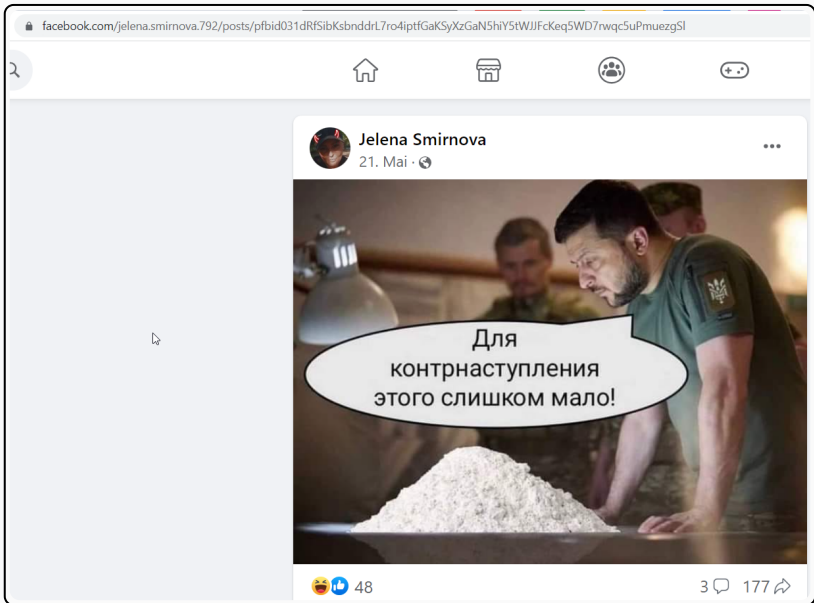 facebook.com/jelena.smirnova.792/posts/pfbid031dRfSibKsbnddrL7ro4iptfGaKSyXzGaN5hiY5tWJJFcKeq5WD7rwqc5uPmuezgSl
Jelena Smirnova
21. Mai ·
Для
контрнаступления
этого слишком мало!
48
3
177